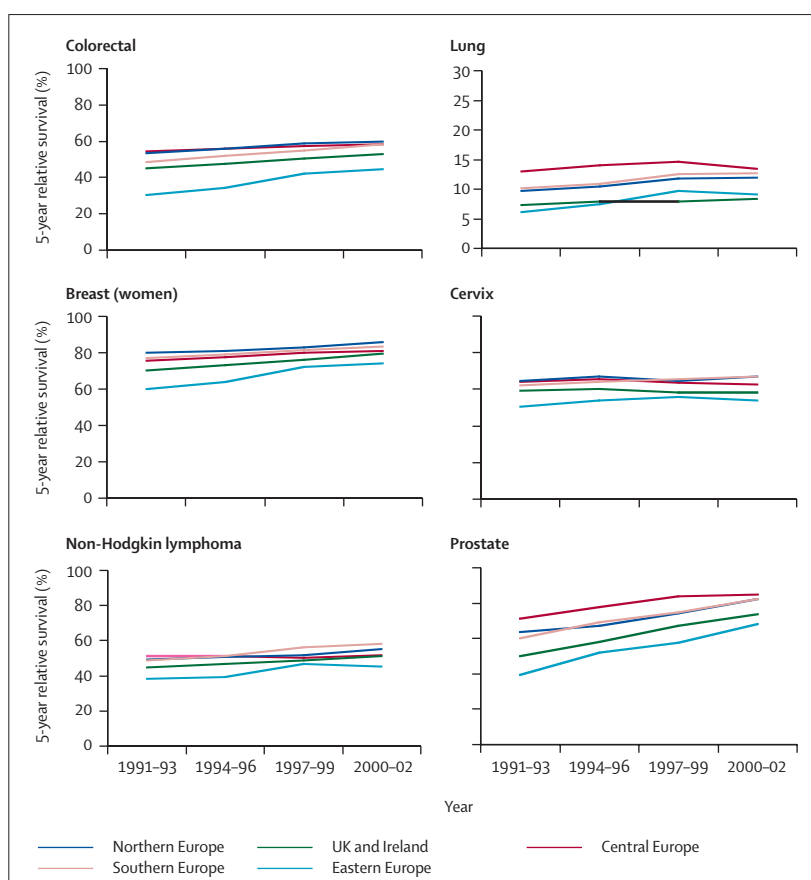 Colorectal
5-year relative survival (%)
100
80
60
40
20
0
Lung
30
25
20
15
10
5
0
Breast (women)
5-year relative survival (%)
100
80
60
40
20
0
Cervix
Non-Hodgkin lymphoma
5-year relative survival (%)
100
80
60
40
20
0
1991–93 1994–96 1997–99 2000–02
Prostate
1991–93 1994–96 1997–99 2000–02
Year
Northern Europe UK and Ireland Central Europe
Southern Europe Eastern Europe